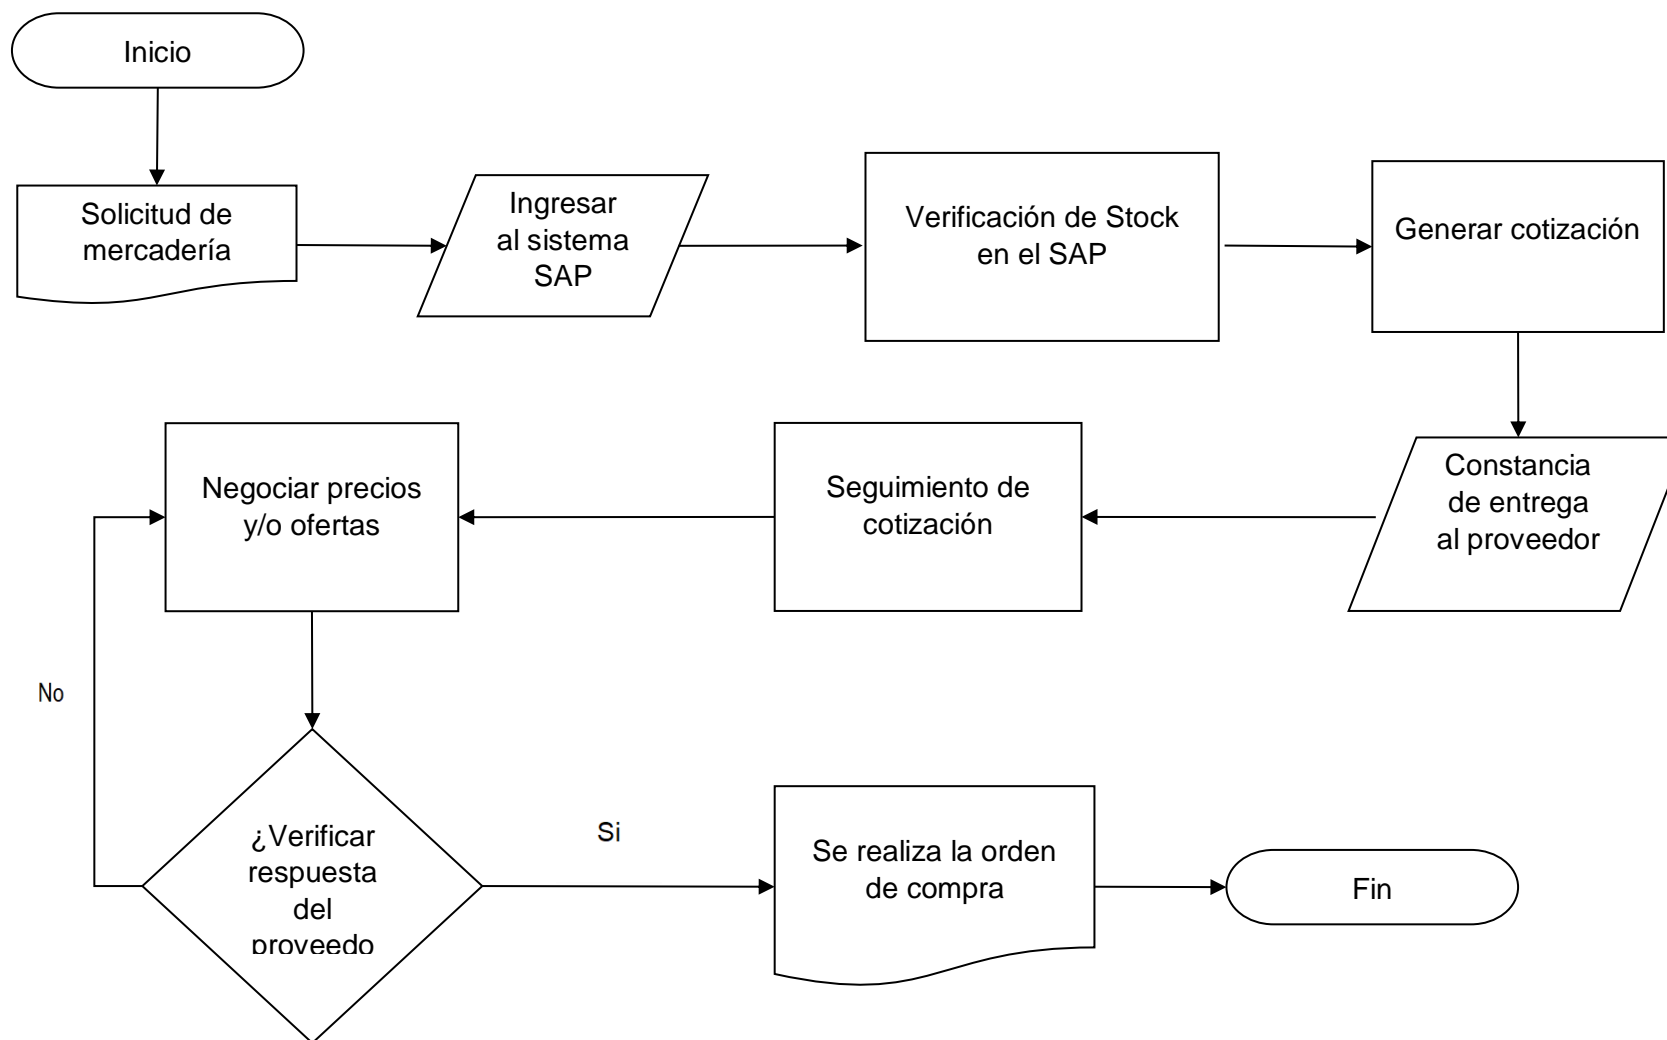 Inicio
Solicitud de
mercadería
Ingresar
al sistema
SAP
Verificación de Stock
en el SAP
Generar cotización
Constancia
de entrega
al proveedor
Seguimiento de
cotización
Negociar precios
y/o ofertas
No
¿Verificar
respuesta
del
proveedo
Si
Se realiza la orden
de compra
Fin